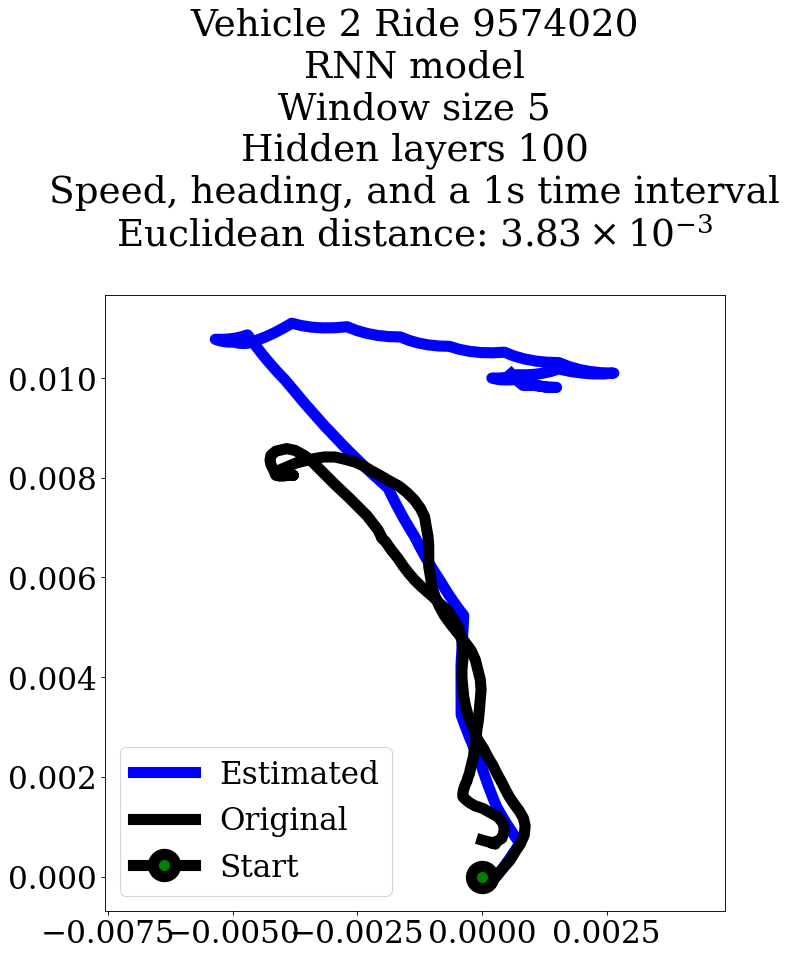 Vehicle 2 Ride 9574020
RNN model
Window size 5
Hidden layers 100
Speed, heading, and a 1s time interval
Euclidean distance: 3.83 × 10⁻³
0.010
0.008
0.006
0.004
0.002
0.000
Estimated
Original
Start
−0.0075 −0.0050 −0.0025 0.0000 0.0025